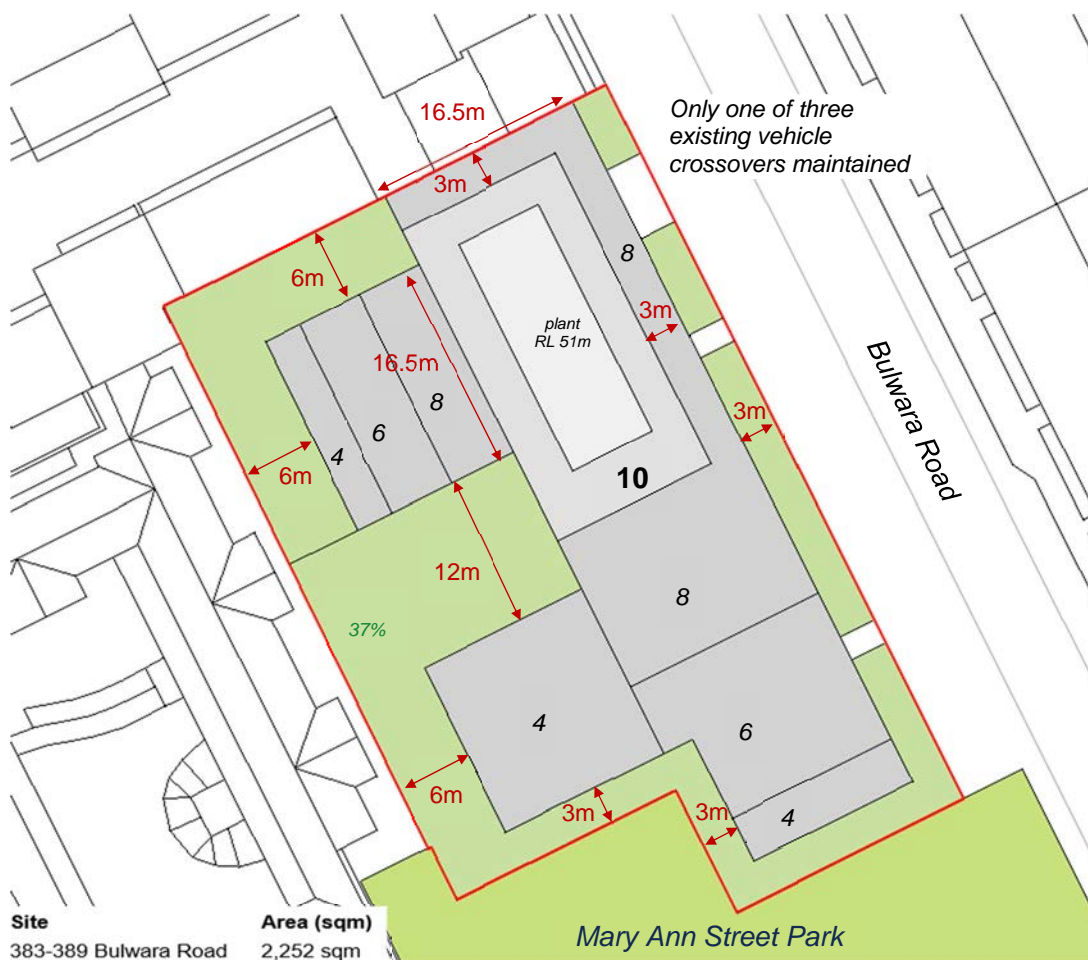 16.5m
Only one of three
existing vehicle
crossovers maintained
3m
6m
8
3m
plant
RL 51m
16.5m
8
6
4
6m
3m
Bulwara Road
10
12m
8
37%
4
6
6m
3m
3m
4
Site Area (sqm)
383-389 Bulwara Road 2,252 sqm
Mary Ann Street Park